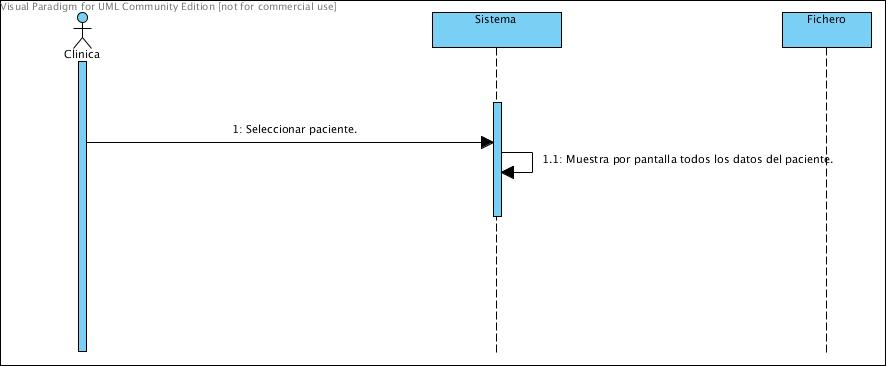 Visual Paradigm for UML Community Edition [not for commercial use]
Sistema
Fichero
Clinica
1: Seleccionar paciente.
1.1: Muestra por pantalla todos los datos del paciente.